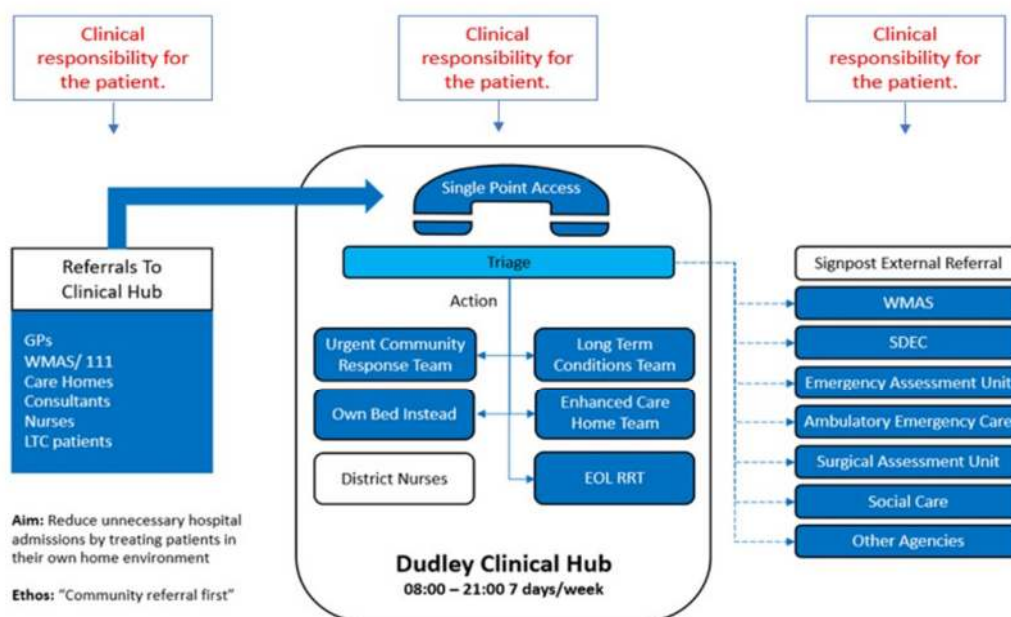 Clinical
responsibility for
the patient.
Clinical
responsibility for
the patient.
Clinical
responsibility for
the patient.
Single Point Access
Referrals To
Clinical Hub
GPs
WMAS/ 111
Care Homes
Consultants
Nurses
LTC patients
Aim: Reduce unnecessary hospital
admissions by treating patients in
their own home environment
Ethos: “Community referral first”
Triage
Action
Urgent Community
Response Team
Long Term
Conditions Team
Own Bed Instead
Enhanced Care
Home Team
District Nurses
EOL RRT
Dudley Clinical Hub
08:00 – 21:00 7 days/week
Signpost External Referral
WMAS
SDEC
Emergency Assessment Unit
Ambulatory Emergency Care
Surgical Assessment Unit
Social Care
Other Agencies